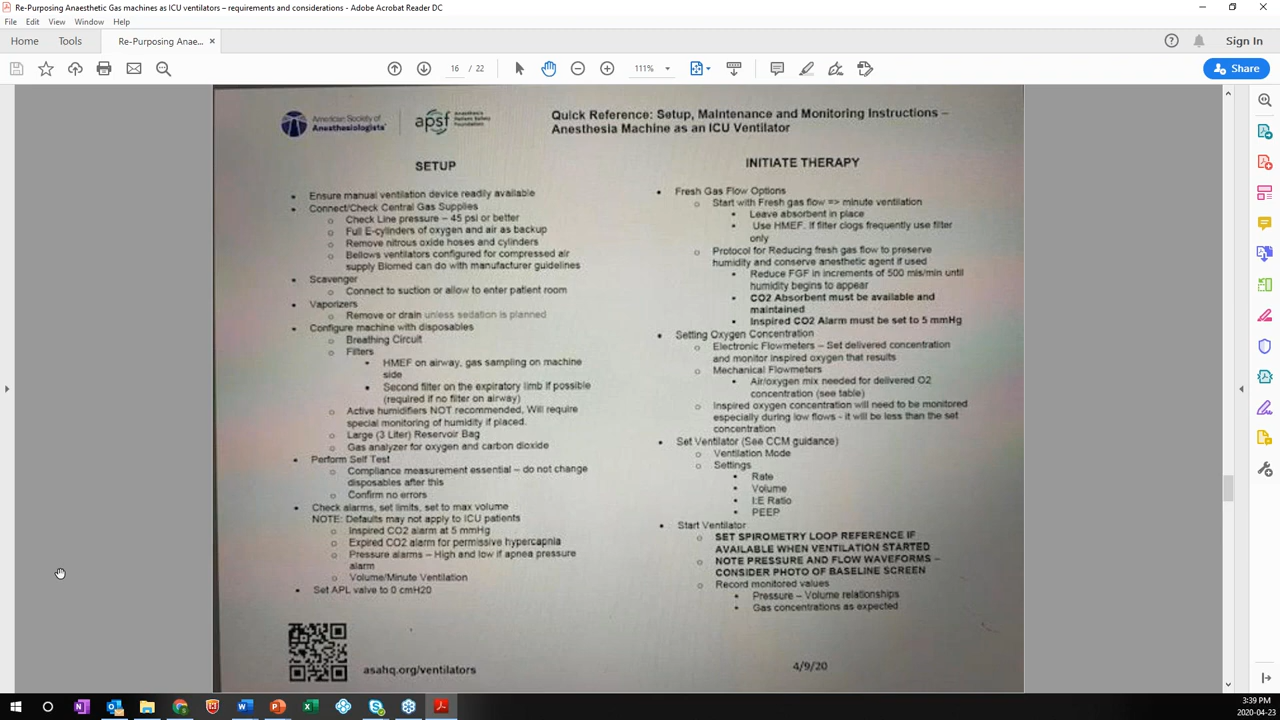 Re-Purposing Anaesthetic Gas machines as ICU ventilators – requirements and considerations - Adobe Acrobat Reader DC
File Edit View Window Help
Home Tools Re-Purposing Anae... × Sign In
16 / 22 111% Share
American Society of
Anesthesiologists
apsf
Anesthesia
Patient Safety
Foundation
Quick Reference: Setup, Maintenance and Monitoring Instructions –
Anesthesia Machine as an ICU Ventilator
SETUP
• Ensure manual ventilation device readily available
• Connect/Check Central Gas Supplies
o Check Line pressure – 45 psi or better
o Full E-cylinders of oxygen and air as backup
o Remove nitrous oxide hoses and cylinders
o Bellows ventilators configured for compressed air
supply Biomed can do with manufacturer guidelines
• Scavenger
o Connect to suction or allow to enter patient room
• Vaporizers
o Remove or drain unless sedation is planned
• Configure machine with disposables
o Breathing Circuit
o Filters
▪ HMEF on airway, gas sampling on machine
side
▪ Second filter on the expiratory limb if possible
(required if no filter on airway)
o Active humidifiers NOT recommended, Will require
special monitoring of humidity if placed.
o Large (3 Liter) Reservoir Bag
o Gas analyzer for oxygen and carbon dioxide
• Perform Self Test
o Compliance measurement essential – do not change
disposables after this
o Confirm no errors
• Check alarms, set limits, set to max volume
NOTE: Defaults may not apply to ICU patients
o Inspired CO2 alarm at 5 mmHg
o Expired CO2 alarm for permissive hypercapnia
o Pressure alarms – High and low if apnea pressure
alarm
o Volume/Minute Ventilation
• Set APL valve to 0 cmH20
asahq.org/ventilators
INITIATE THERAPY
• Fresh Gas Flow Options
o Start with Fresh gas flow => minute ventilation
▪ Leave absorbent in place
▪ Use HMEF. If filter clogs frequently use filter
only
o Protocol for Reducing fresh gas flow to preserve
humidity and conserve anesthetic agent if used
▪ Reduce FGF in increments of 500 mls/min until
humidity begins to appear
▪ CO2 Absorbent must be available and
maintained
▪ Inspired CO2 Alarm must be set to 5 mmHg
• Setting Oxygen Concentration
o Electronic Flowmeters – Set delivered concentration
and monitor inspired oxygen that results
o Mechanical Flowmeters
▪ Air/oxygen mix needed for delivered O2
concentration (see table)
o Inspired oxygen concentration will need to be monitored
especially during low flows - it will be less than the set
concentration
• Set Ventilator (See CCM guidance)
o Ventilation Mode
o Settings
▪ Rate
▪ Volume
▪ I:E Ratio
▪ PEEP
• Start Ventilator
o SET SPIROMETRY LOOP REFERENCE IF
AVAILABLE WHEN VENTILATION STARTED
o NOTE PRESSURE AND FLOW WAVEFORMS –
CONSIDER PHOTO OF BASELINE SCREEN
o Record monitored values
▪ Pressure – Volume relationships
▪ Gas concentrations as expected
4/9/20
3:39 PM
2020-04-23